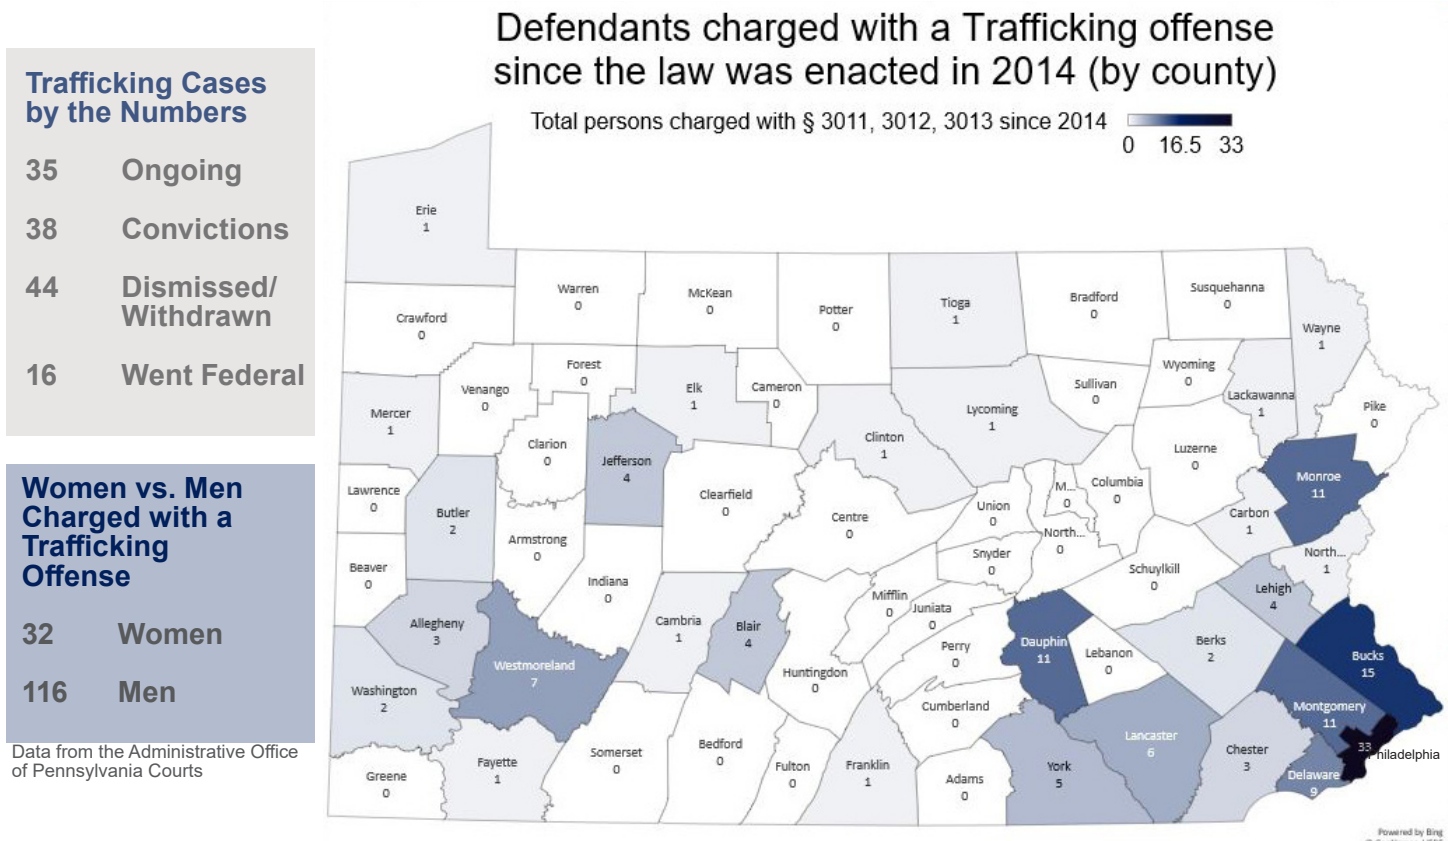 Defendants charged with a Trafficking offense
since the law was enacted in 2014 (by county)
Total persons charged with § 3011, 3012, 3013 since 2014
0 16.5 33
Trafficking Cases
by the Numbers
35 Ongoing
38 Convictions
44 Dismissed/
Withdrawn
16 Went Federal
Women vs. Men
Charged with a
Trafficking
Offense
32 Women
116 Men
Data from the Administrative Office
of Pennsylvania Courts
Erie
1
Crawford
0
Warren
0
McKean
0
Potter
0
Tioga
1
Bradford
0
Susquehanna
0
Wayne
1
Mercer
1
Venango
0
Forest
0
Elk
1
Cameron
0
Clinton
1
Lycoming
1
Sullivan
0
Wyoming
0
Lackawanna
1
Pike
0
Lawrence
0
Butler
2
Clarion
0
Jefferson
4
Clearfield
0
Centre
0
Union
0
M...
0
Columbia
0
Luzerne
0
Monroe
11
Beaver
0
Armstrong
0
Indiana
0
Snyder
0
North...
0
Schuylkill
0
Carbon
1
North...
1
Allegheny
3
Westmoreland
7
Cambria
1
Blair
4
Huntingdon
0
Mifflin
0
Juniata
0
Perry
0
Dauphin
11
Lebanon
0
Berks
2
Lehigh
4
Bucks
15
Washington
2
Cumberland
0
Lancaster
6
Montgomery
11
33
Philadelphia
Greene
0
Fayette
1
Somerset
0
Bedford
0
Fulton
0
Franklin
1
Adams
0
York
5
Chester
3
Delaware
9
Powered by Bing